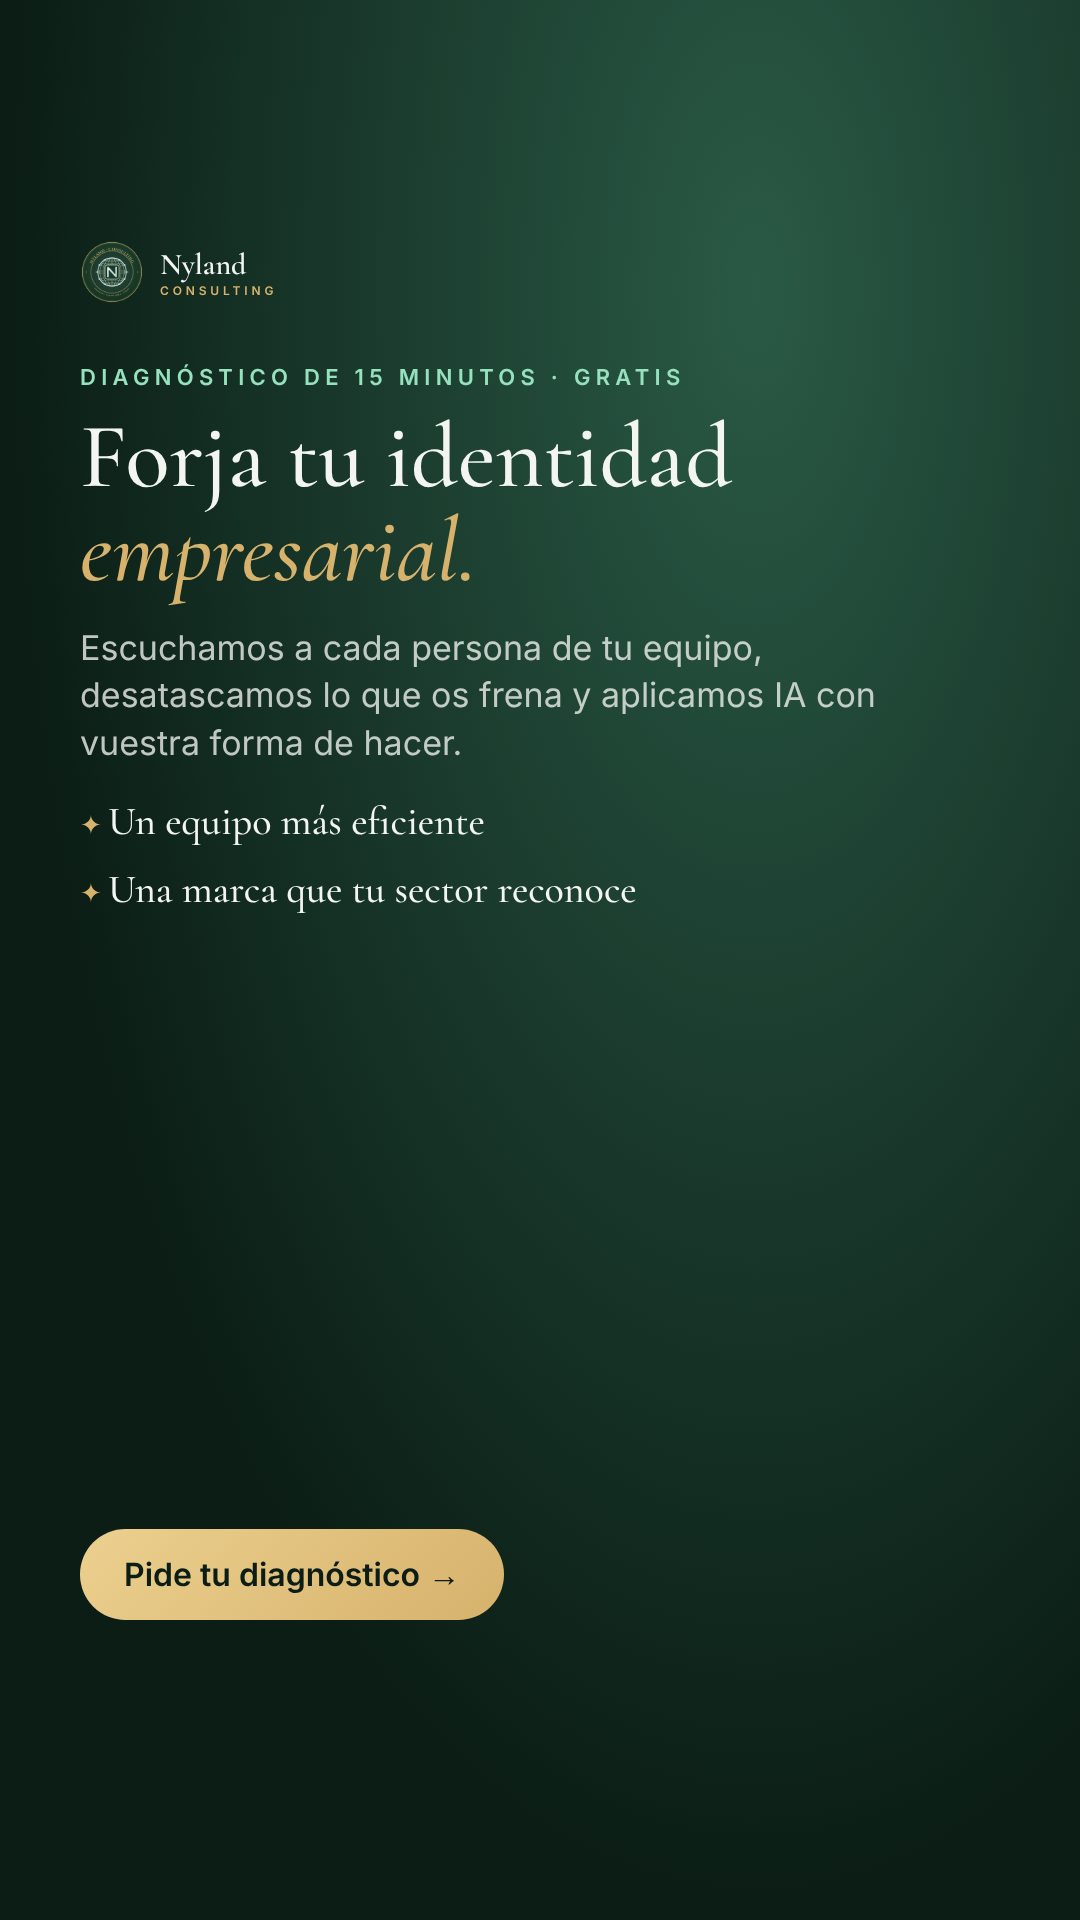 Nyland
CONSULTING
DIAGNÓSTICO DE 15 MINUTOS · GRATIS
Forja tu identidad
empresarial.
Escuchamos a cada persona de tu equipo,
desatascamos lo que os frena y aplicamos IA con
vuestra forma de hacer.
✦ Un equipo más eficiente
✦ Una marca que tu sector reconoce
Pide tu diagnóstico →